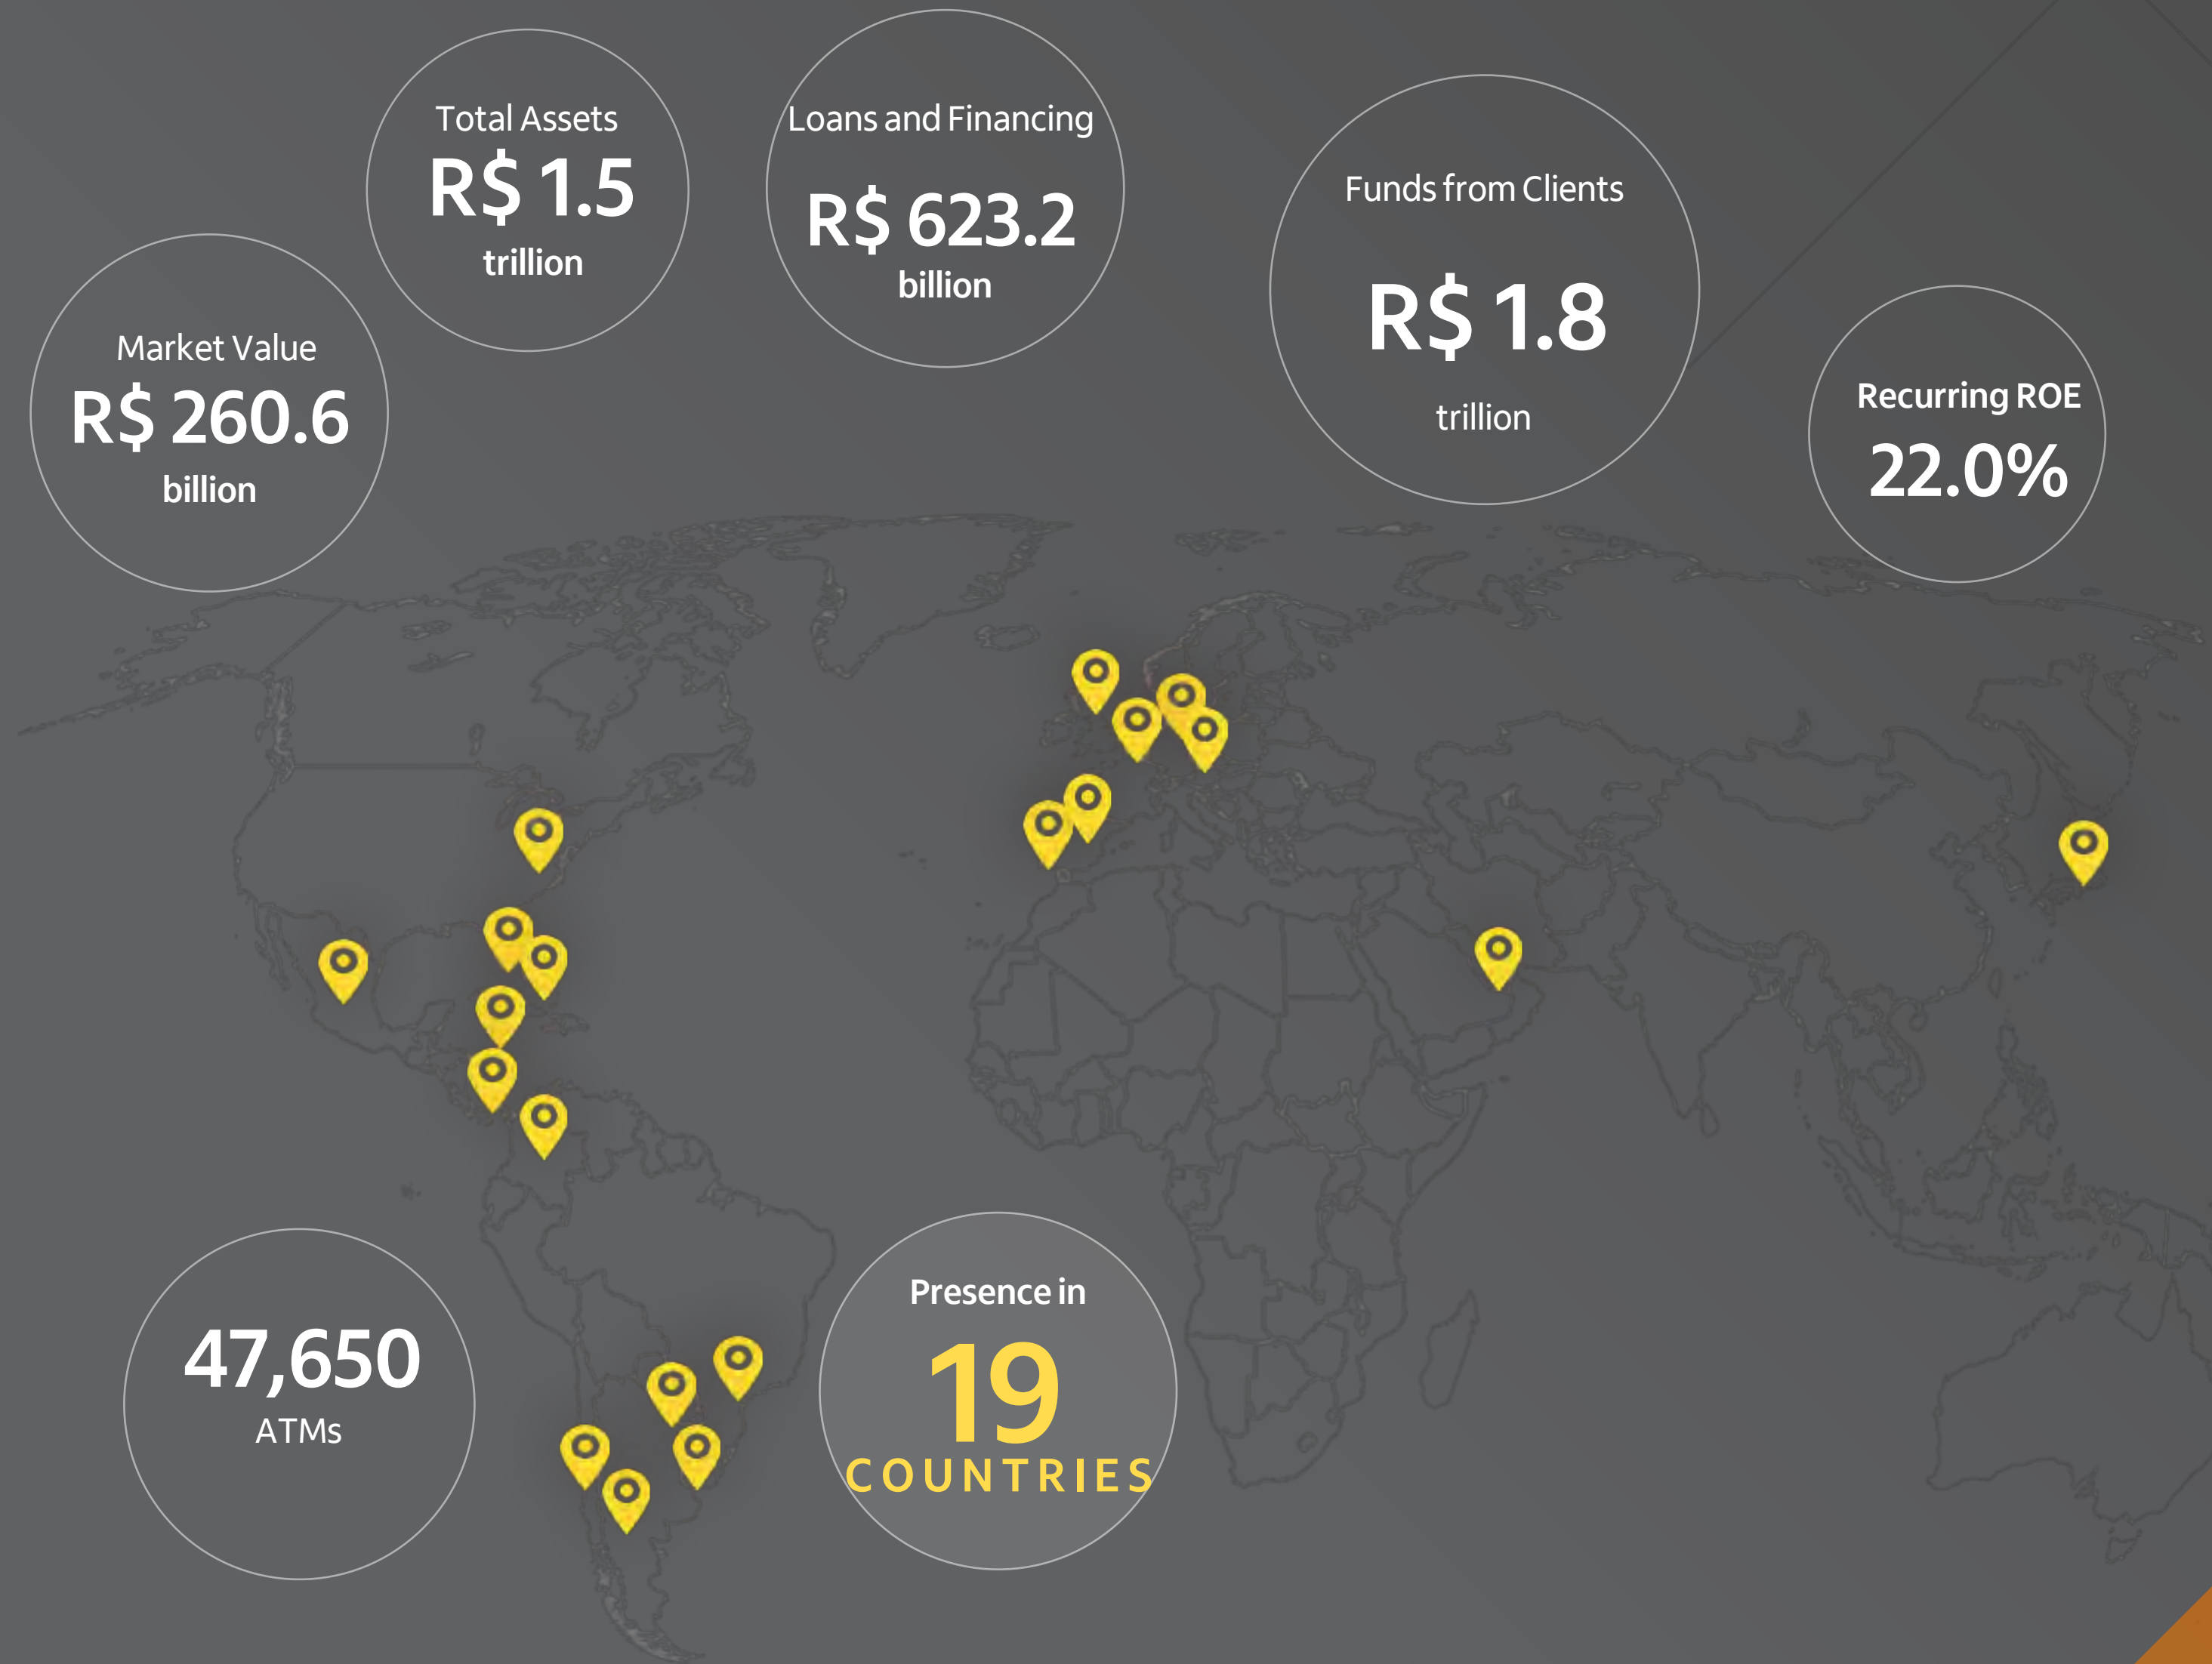 Total Assets
R$ 1.5
trillion
Loans and Financing
R$ 623.2
billion
Funds from Clients
R$ 1.8
trillion
Market Value
R$ 260.6
billion
Recurring ROE
22.0%
47,650
ATMs
Presence in
19
COUNTRIES